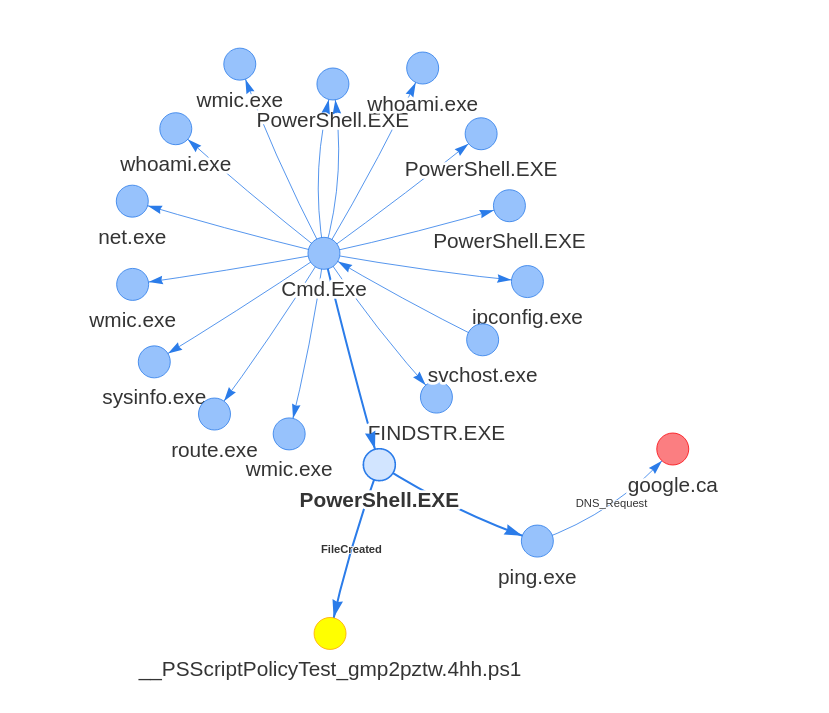 wmic.exe
PowerShell.EXE
whoami.exe
whoami.exe
PowerShell.EXE
net.exe
PowerShell.EXE
Cmd.Exe
wmic.exe
ipconfig.exe
svchost.exe
sysinfo.exe
FINDSTR.EXE
route.exe
wmic.exe
google.ca
PowerShell.EXE
DNS_Request
FileCreated
ping.exe
__PSScriptPolicyTest_gmp2pztw.4hh.ps1